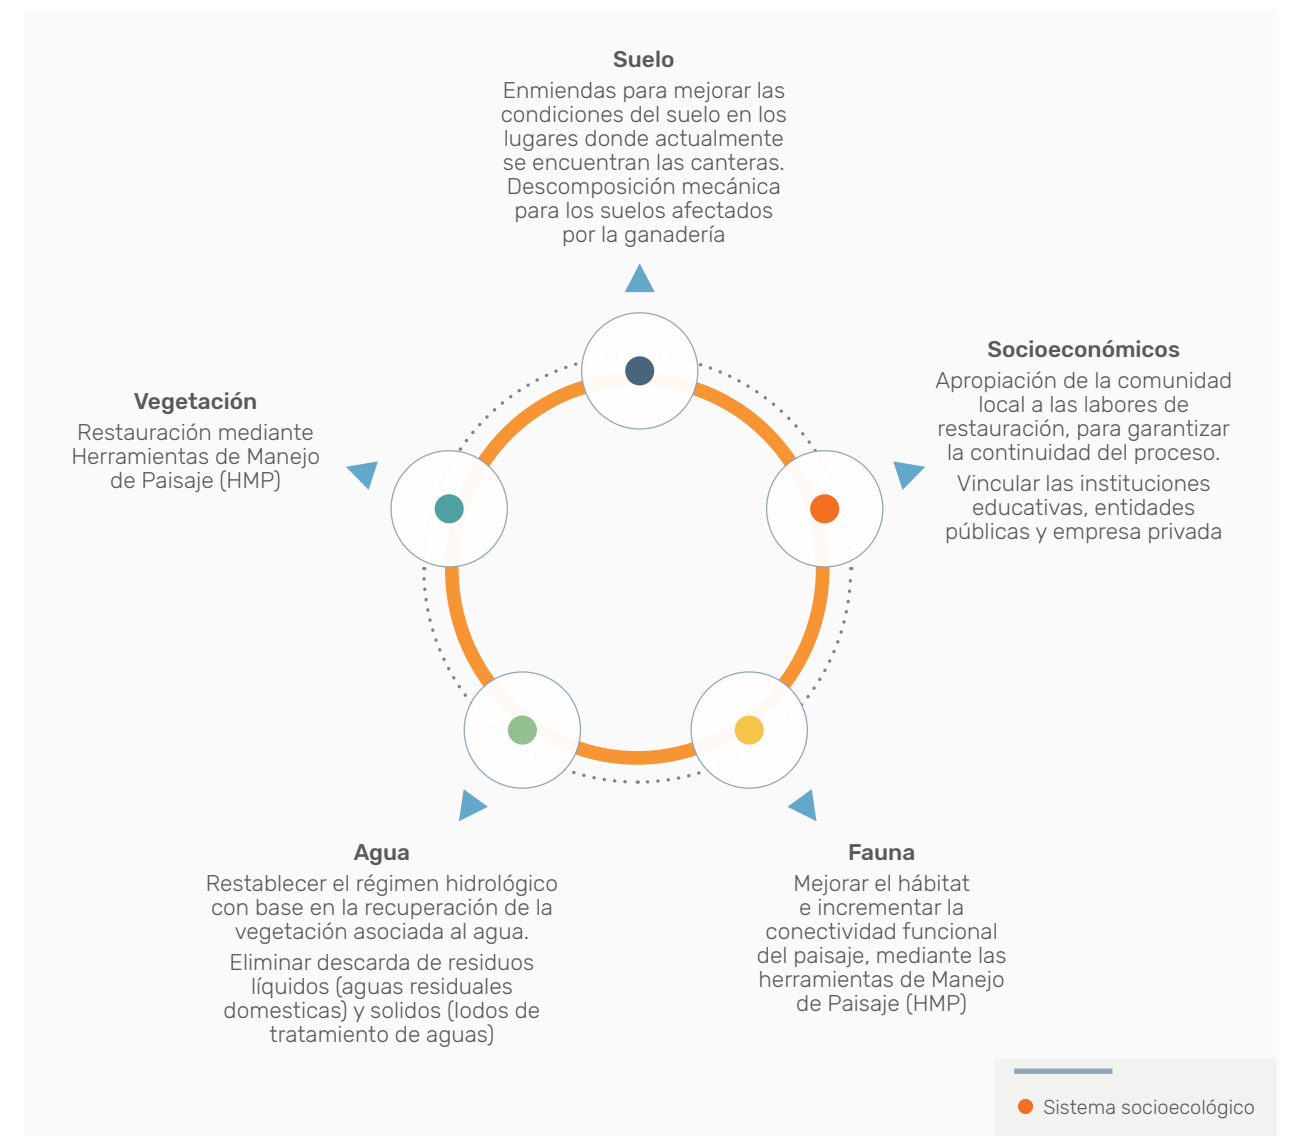 Suelo
Enmiendas para mejorar las
condiciones del suelo en los
lugares donde actualmente
se encuentran las canteras.
Descomposición mecánica
para los suelos afectados
por la ganadería
Socioeconómicos
Apropiación de la comunidad
local a las labores de
restauración, para garantizar
la continuidad del proceso.
Vincular las instituciones
educativas, entidades
públicas y empresa privada
Vegetación
Restauración mediante
Herramientas de Manejo
de Paisaje (HMP)
Agua
Restablecer el régimen hidrológico
con base en la recuperación de la
vegetación asociada al agua.
Eliminar descarda de residuos
líquidos (aguas residuales
domesticas) y solidos (lodos de
tratamiento de aguas)
Fauna
Mejorar el hábitat
e incrementar la
conectividad funcional
del paisaje, mediante las
herramientas de Manejo
de Paisaje (HMP)
Sistema socioecológico